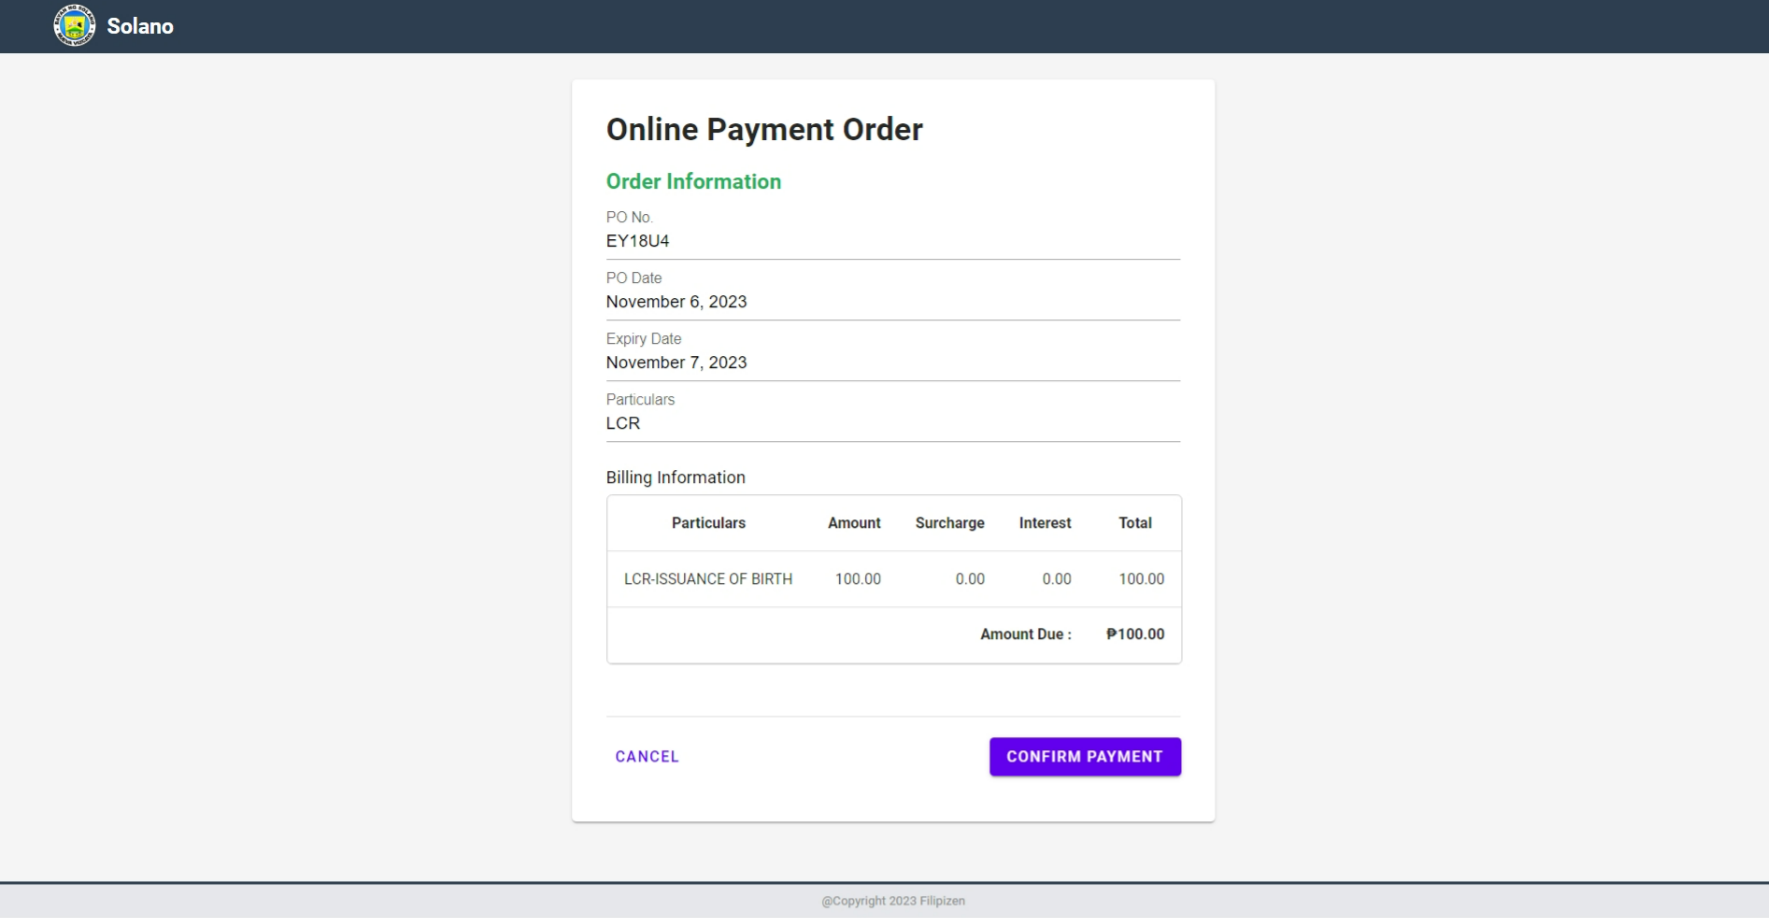 Solano
Online Payment Order
Order Information
PO No.
EY18U4
PO Date
November 6, 2023
Expiry Date
November 7, 2023
Particulars
LCR
Billing Information
Particulars Amount Surcharge Interest Total
LCR-ISSUANCE OF BIRTH 100.00 0.00 0.00 100.00
Amount Due : ₱100.00
CANCEL CONFIRM PAYMENT
@Copyright 2023 Filipizen